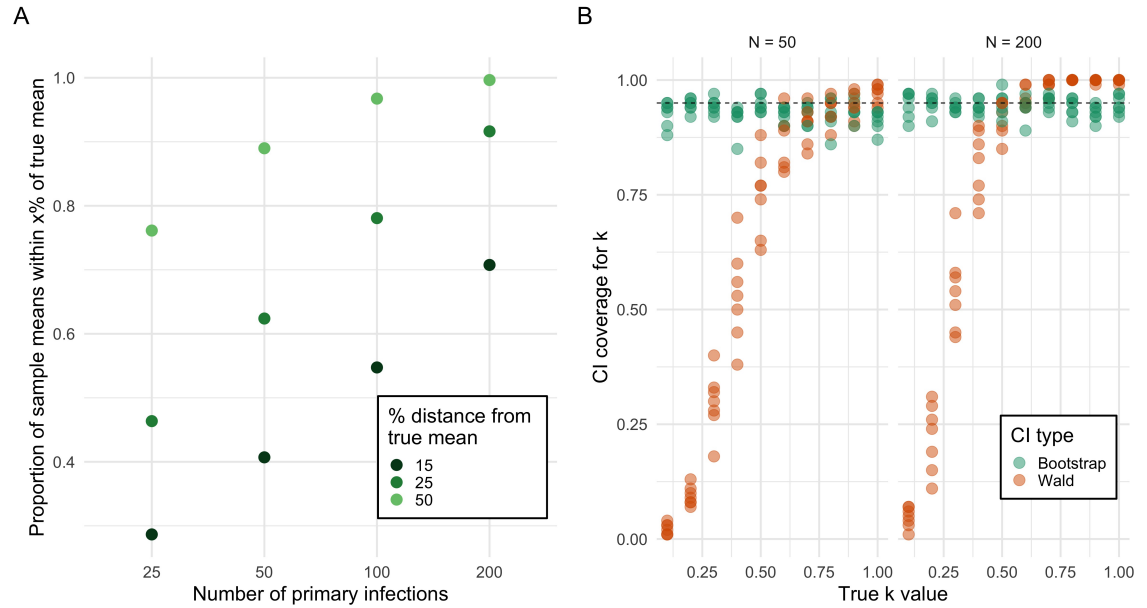 A
Proportion of sample means within x% of true mean
1.0
0.8
0.6
0.4
25
50
100
200
Number of primary infections
% distance from
true mean
15
25
50
B
N = 50
N = 200
CI coverage for k
1.00
0.75
0.50
0.25
0.00
0.25
0.50
0.75
1.00
0.25
0.50
0.75
1.00
True k value
CI type
Bootstrap
Wald